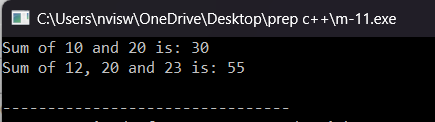 C:\Users\nvisw\OneDrive\Desktop\prep c++\m-11.exe
Sum of 10 and 20 is: 30
Sum of 12, 20 and 23 is: 55
--------------------------------